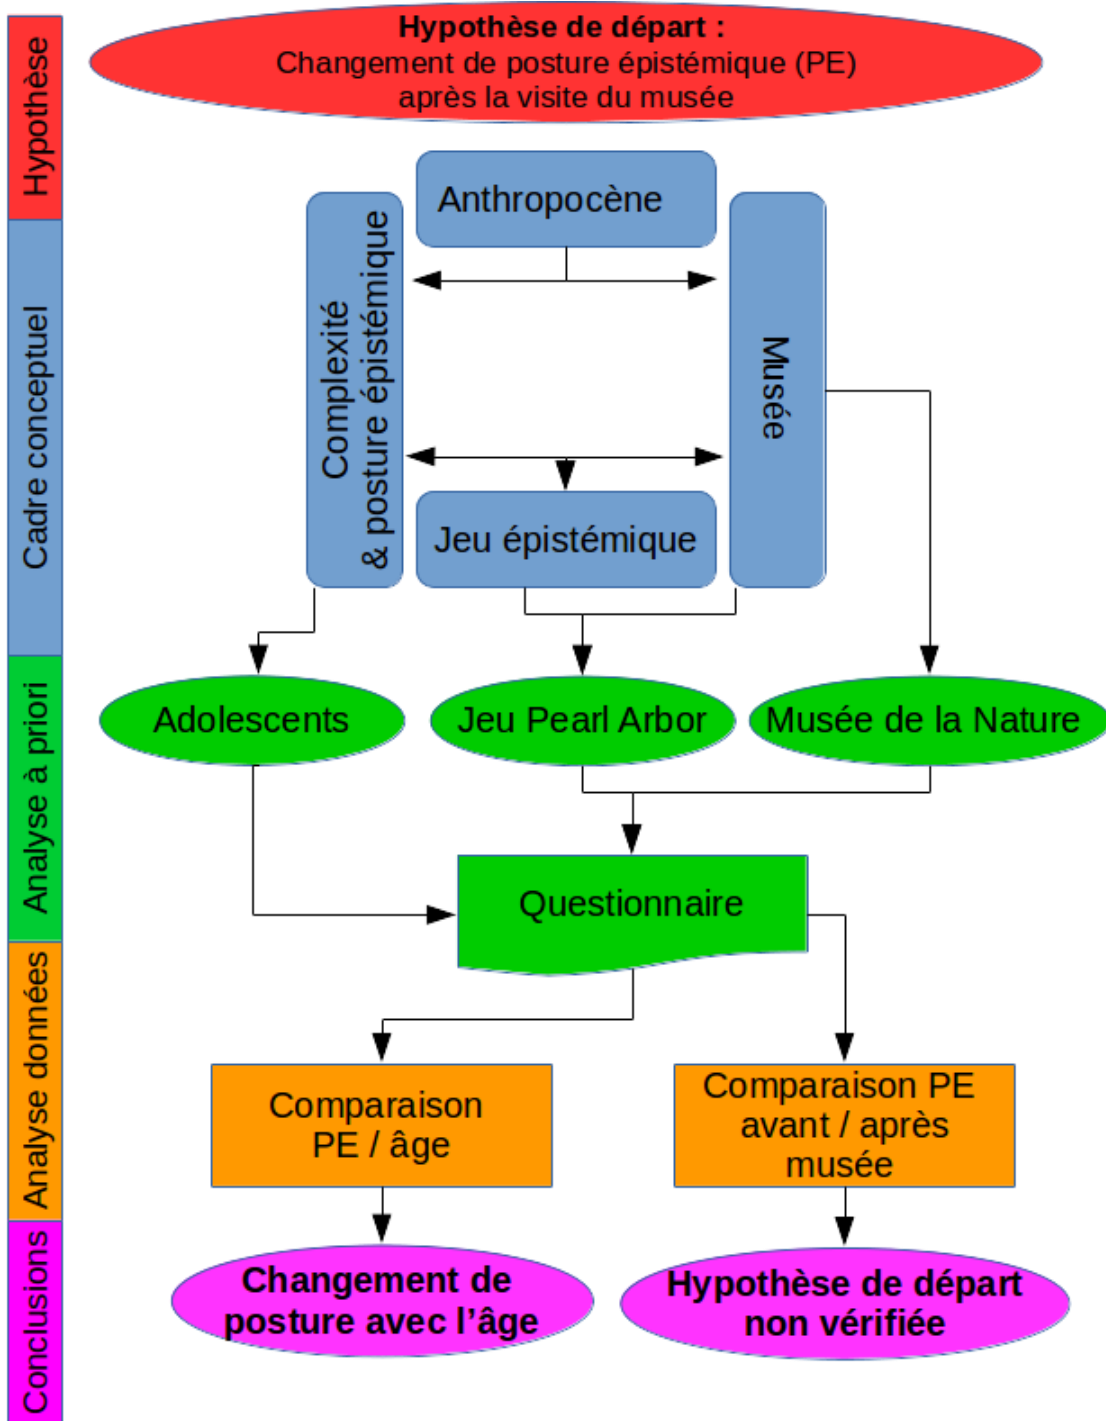 Hypothèse
Hypothèse de départ :
Changement de posture épistémique (PE)
après la visite du musée
Cadre conceptuel
Anthropocène
Complexité
& posture épistémique
Musée
Jeu épistémique
Analyse à priori
Adolescents
Jeu Pearl Arbor
Musée de la Nature
Questionnaire
Analyse données
Comparaison
PE / âge
Comparaison PE
avant / après
musée
Conclusions
Changement de
posture avec l'âge
Hypothèse de départ
non vérifiée